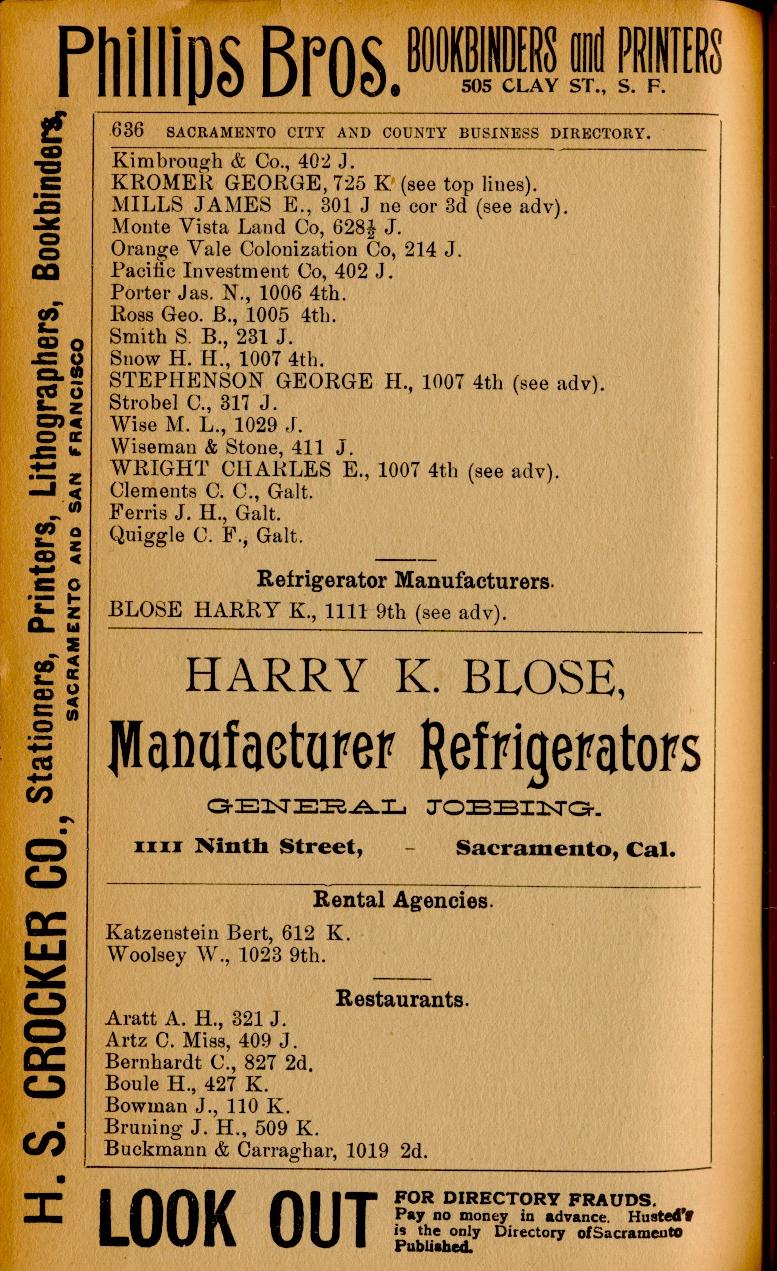 Phillips Bros. BOOKBINDERS and PRINTERS
505 CLAY ST., S. F.
636 SACRAMENTO CITY AND COUNTY BUSINESS DIRECTORY.
Kimbrough & Co., 402 J.
KROMER GEORGE, 725 K (see top lines).
MILLS JAMES E., 301 J ne cor 3d (see adv).
Monte Vista Land Co, 628½ J.
Orange Vale Colonization Co, 214 J.
Pacific Investment Co, 402 J.
Porter Jas. N., 1006 4th.
Ross Geo. B., 1005 4th.
Smith S. B., 231 J.
Snow H. H., 1007 4th.
STEPHENSON GEORGE H., 1007 4th (see adv).
Strobel C., 317 J.
Wise M. L., 1029 J.
Wiseman & Stone, 411 J.
WRIGHT CHARLES E., 1007 4th (see adv).
Clements C. C., Galt.
Ferris J. H., Galt.
Quiggle C. F., Galt.
Refrigerator Manufacturers.
BLOSE HARRY K., 1111 9th (see adv).
HARRY K. BLOSE,
Manufacturer Refrigerators
GENERAL JOBBING.
1111 Ninth Street, - Sacramento, Cal.
Rental Agencies.
Katzenstein Bert, 612 K.
Woolsey W., 1023 9th.
Restaurants.
Aratt A. H., 321 J.
Artz C. Miss, 409 J.
Bernhardt C., 827 2d.
Boule H., 427 K.
Bowman J., 110 K.
Bruning J. H., 509 K.
Buckmann & Carraghar, 1019 2d.
H. S. CROCKER CO., Stationers, Printers, Lithographers, Bookbinders,
SACRAMENTO AND SAN FRANCISCO
LOOK OUT FOR DIRECTORY FRAUDS.
Pay no money in advance. Husted's
is the only Directory of Sacramento
Published.